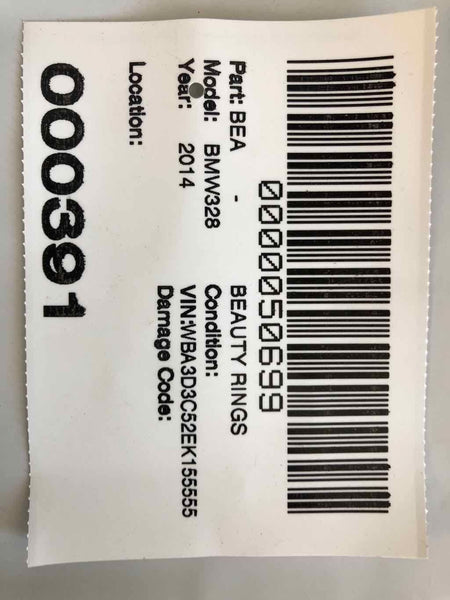 0000050699
Part: BEA - BEAUTY RINGS
Model: BMW328 Condition:
Year: 2014 VIN:WBA3D3C52EK155555
Damage Code:
Location:
000391